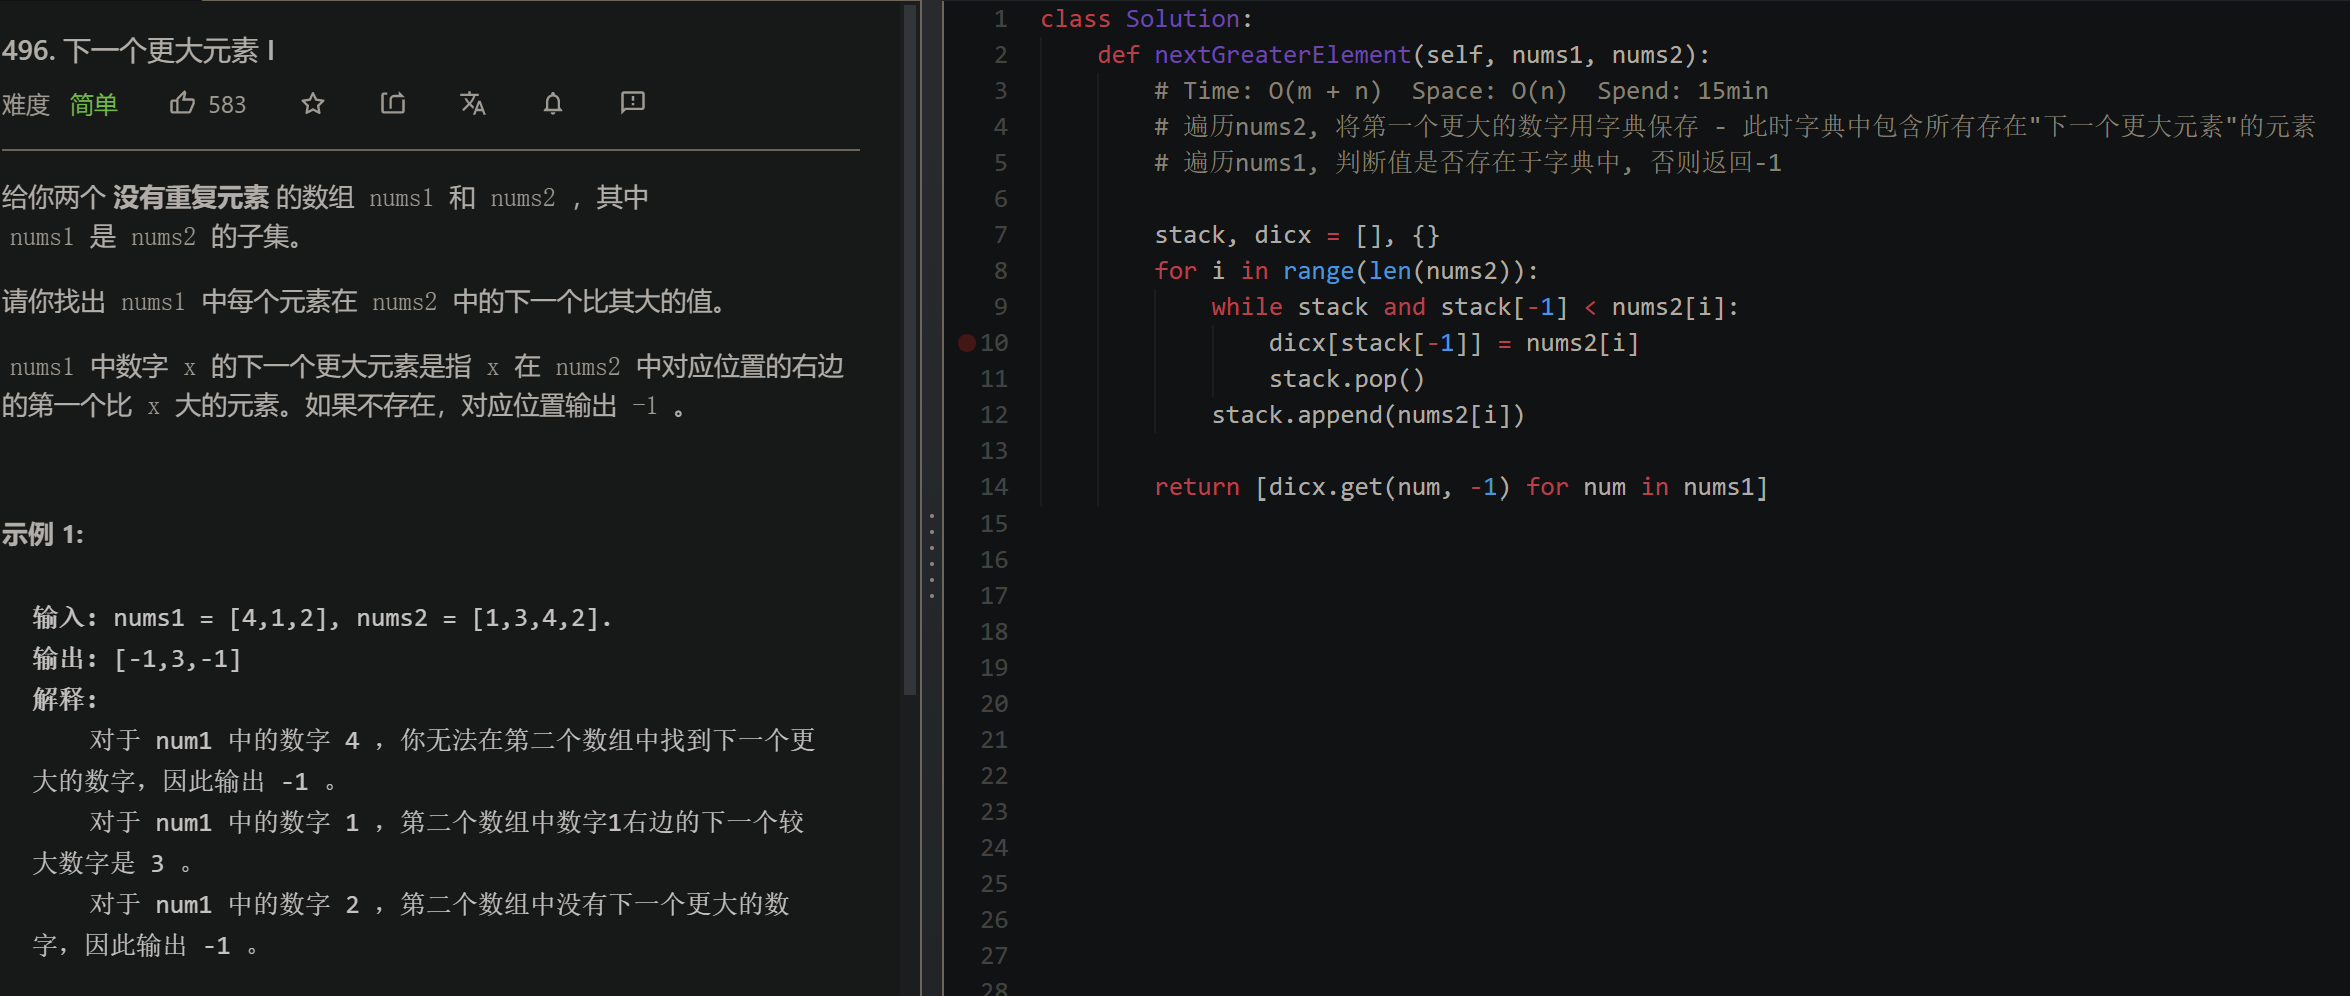 496. 下一个更大元素 I
难度 简单 583
给你两个 没有重复元素 的数组 nums1 和 nums2 ，其中
nums1 是 nums2 的子集。
请你找出 nums1 中每个元素在 nums2 中的下一个比其大的值。
nums1 中数字 x 的下一个更大元素是指 x 在 nums2 中对应位置的右边
的第一个比 x 大的元素。如果不存在，对应位置输出 -1 。
示例 1:
输入: nums1 = [4,1,2], nums2 = [1,3,4,2].
输出: [-1,3,-1]
解释:
对于 num1 中的数字 4 ，你无法在第二个数组中找到下一个更
大的数字，因此输出 -1 。
对于 num1 中的数字 1 ，第二个数组中数字1右边的下一个较
大数字是 3 。
对于 num1 中的数字 2 ，第二个数组中没有下一个更大的数
字，因此输出 -1 。
1 class Solution:
2 def nextGreaterElement(self, nums1, nums2):
3 # Time: O(m + n)  Space: O(n)  Spend: 15min
4 # 遍历nums2, 将第一个更大的数字用字典保存 - 此时字典中包含所有存在"下一个更大元素"的元素
5 # 遍历nums1, 判断值是否存在于字典中, 否则返回-1
6
7 stack, dicx = [], {}
8 for i in range(len(nums2)):
9 while stack and stack[-1] < nums2[i]:
10 dicx[stack[-1]] = nums2[i]
11 stack.pop()
12 stack.append(nums2[i])
13
14 return [dicx.get(num, -1) for num in nums1]
15
16
17
18
19
20
21
22
23
24
25
26
27
28